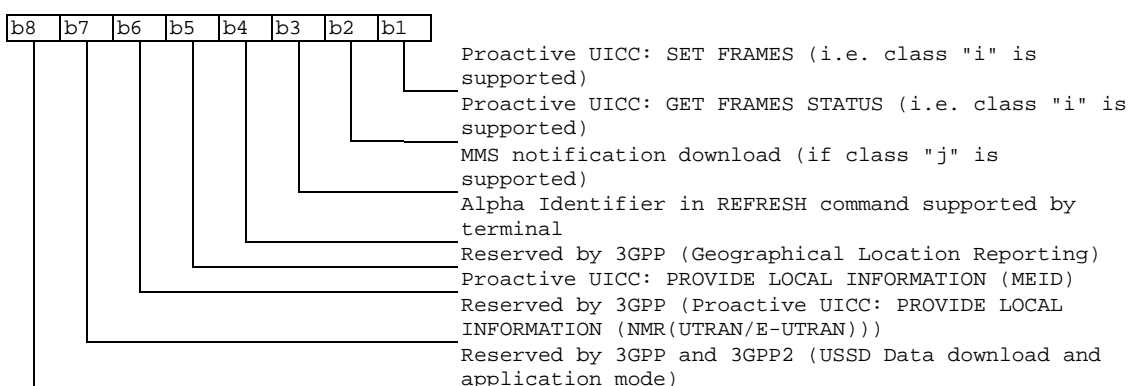 b8 b7 b6 b5 b4 b3 b2 b1
Proactive UICC: SET FRAMES (i.e. class "i" is
supported)
Proactive UICC: GET FRAMES STATUS (i.e. class "i" is
supported)
MMS notification download (if class "j" is
supported)
Alpha Identifier in REFRESH command supported by
terminal
Reserved by 3GPP (Geographical Location Reporting)
Proactive UICC: PROVIDE LOCAL INFORMATION (MEID)
Reserved by 3GPP (Proactive UICC: PROVIDE LOCAL
INFORMATION (NMR(UTRAN/E-UTRAN)))
Reserved by 3GPP and 3GPP2 (USSD Data download and
application mode)